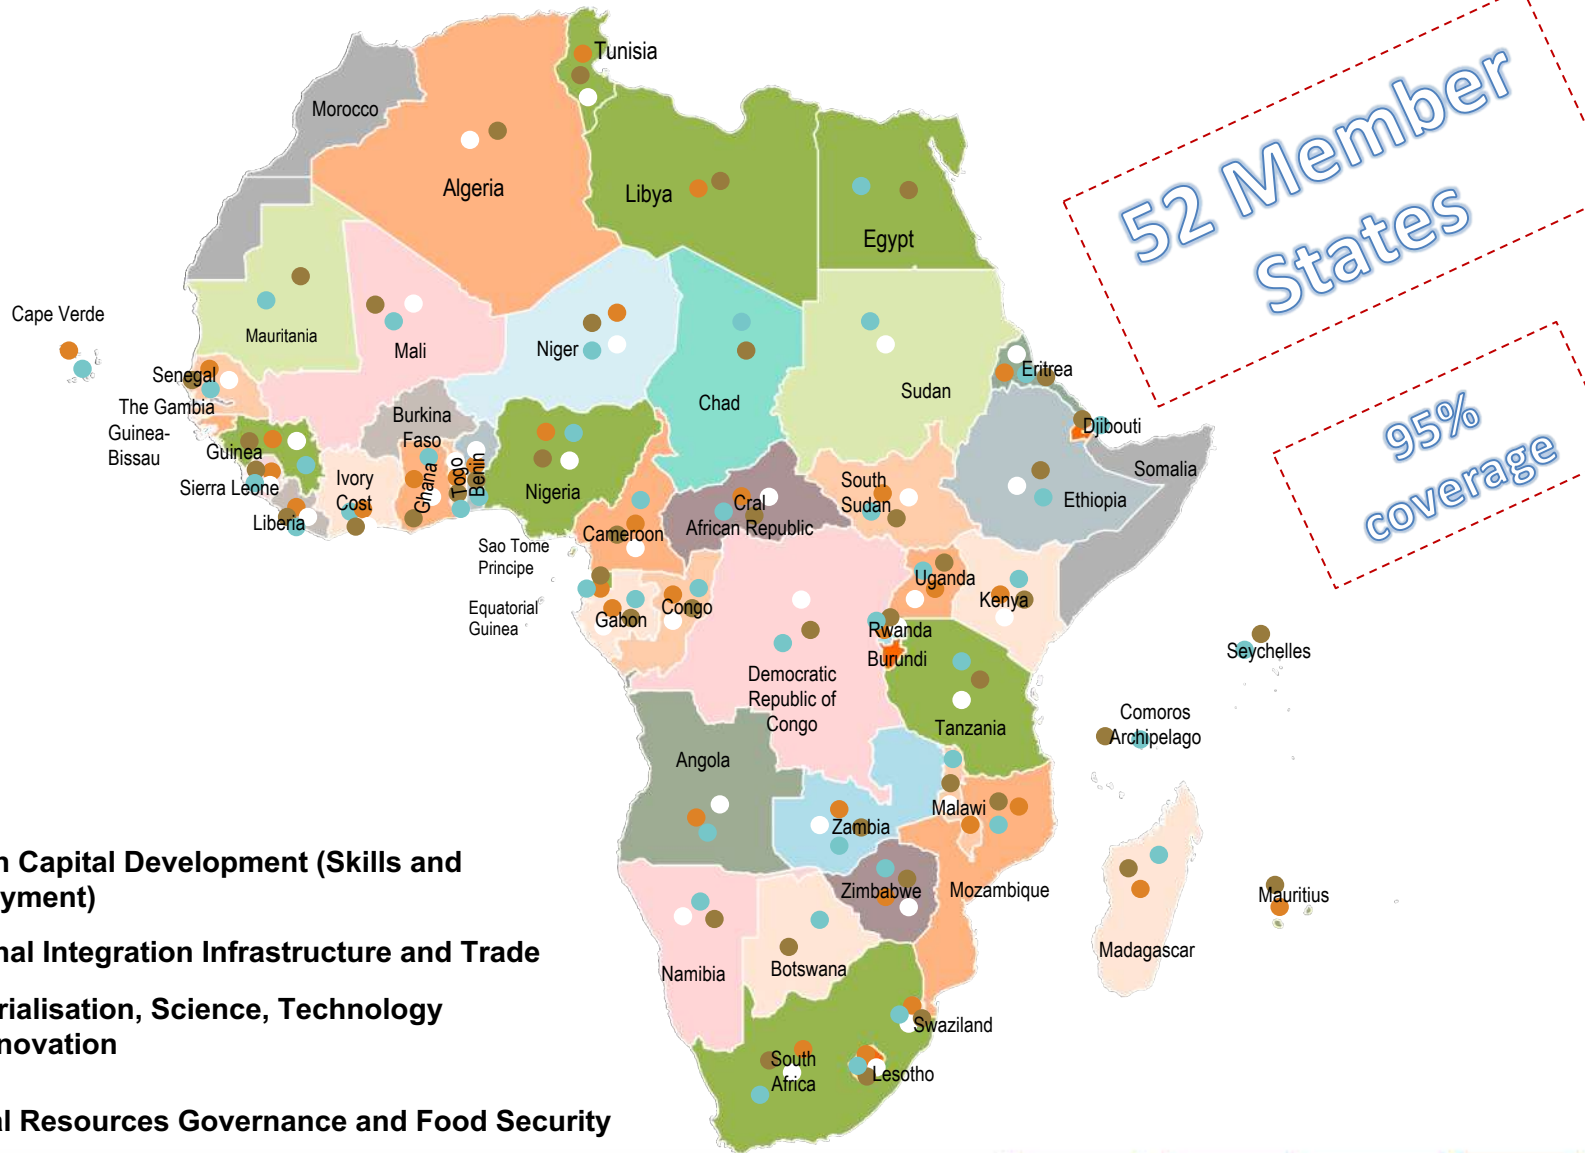 Tunisia
Morocco
Algeria
Libya
Egypt
52 Member
States
Cape Verde
Mauritania
Mali
Niger
Chad
Sudan
Eritrea
95%
coverage
Senegal
The Gambia
Guinea-
Bissau
Guinea
Sierra Leone
Liberia
Burkina
Faso
Ivory
Cost
Ghana
Togo
Benin
Nigeria
Djibouti
Somalia
Ethiopia
South
Sudan
Cral
African Republic
Cameroon
Sao Tome
Principe
Equatorial
Guinea
Gabon
Congo
Uganda
Kenya
Rwanda
Burundi
Democratic
Republic of
Congo
Tanzania
Seychelles
Comoros
Archipelago
Angola
Malawi
Zambia
Zimbabwe
Mozambique
Mauritius
Madagascar
Namibia
Botswana
Swaziland
South
Africa
Lesotho
n Capital Development (Skills and
yment)
nal Integration Infrastructure and Trade
rialisation, Science, Technology
nnovation
al Resources Governance and Food Security